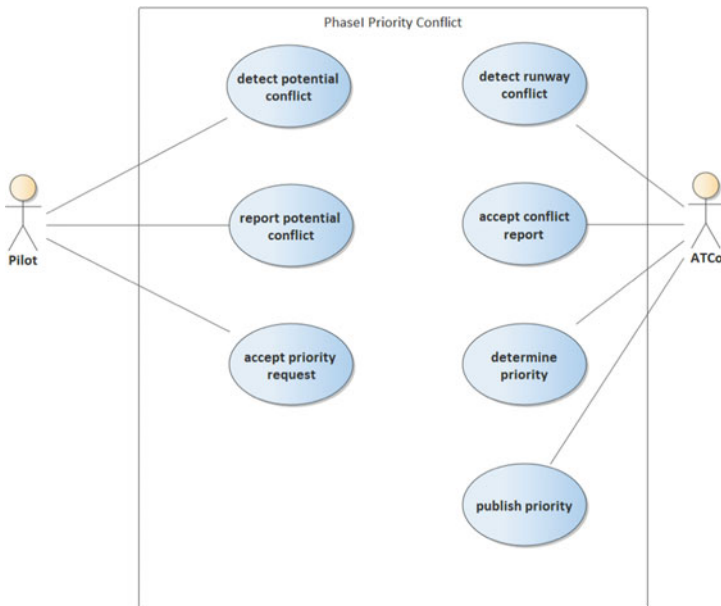 PhaseI Priority Conflict
detect potential
conflict
detect runway
conflict
report potential
conflict
accept conflict
report
Pilot
ATCo
accept priority
request
determine
priority
publish priority